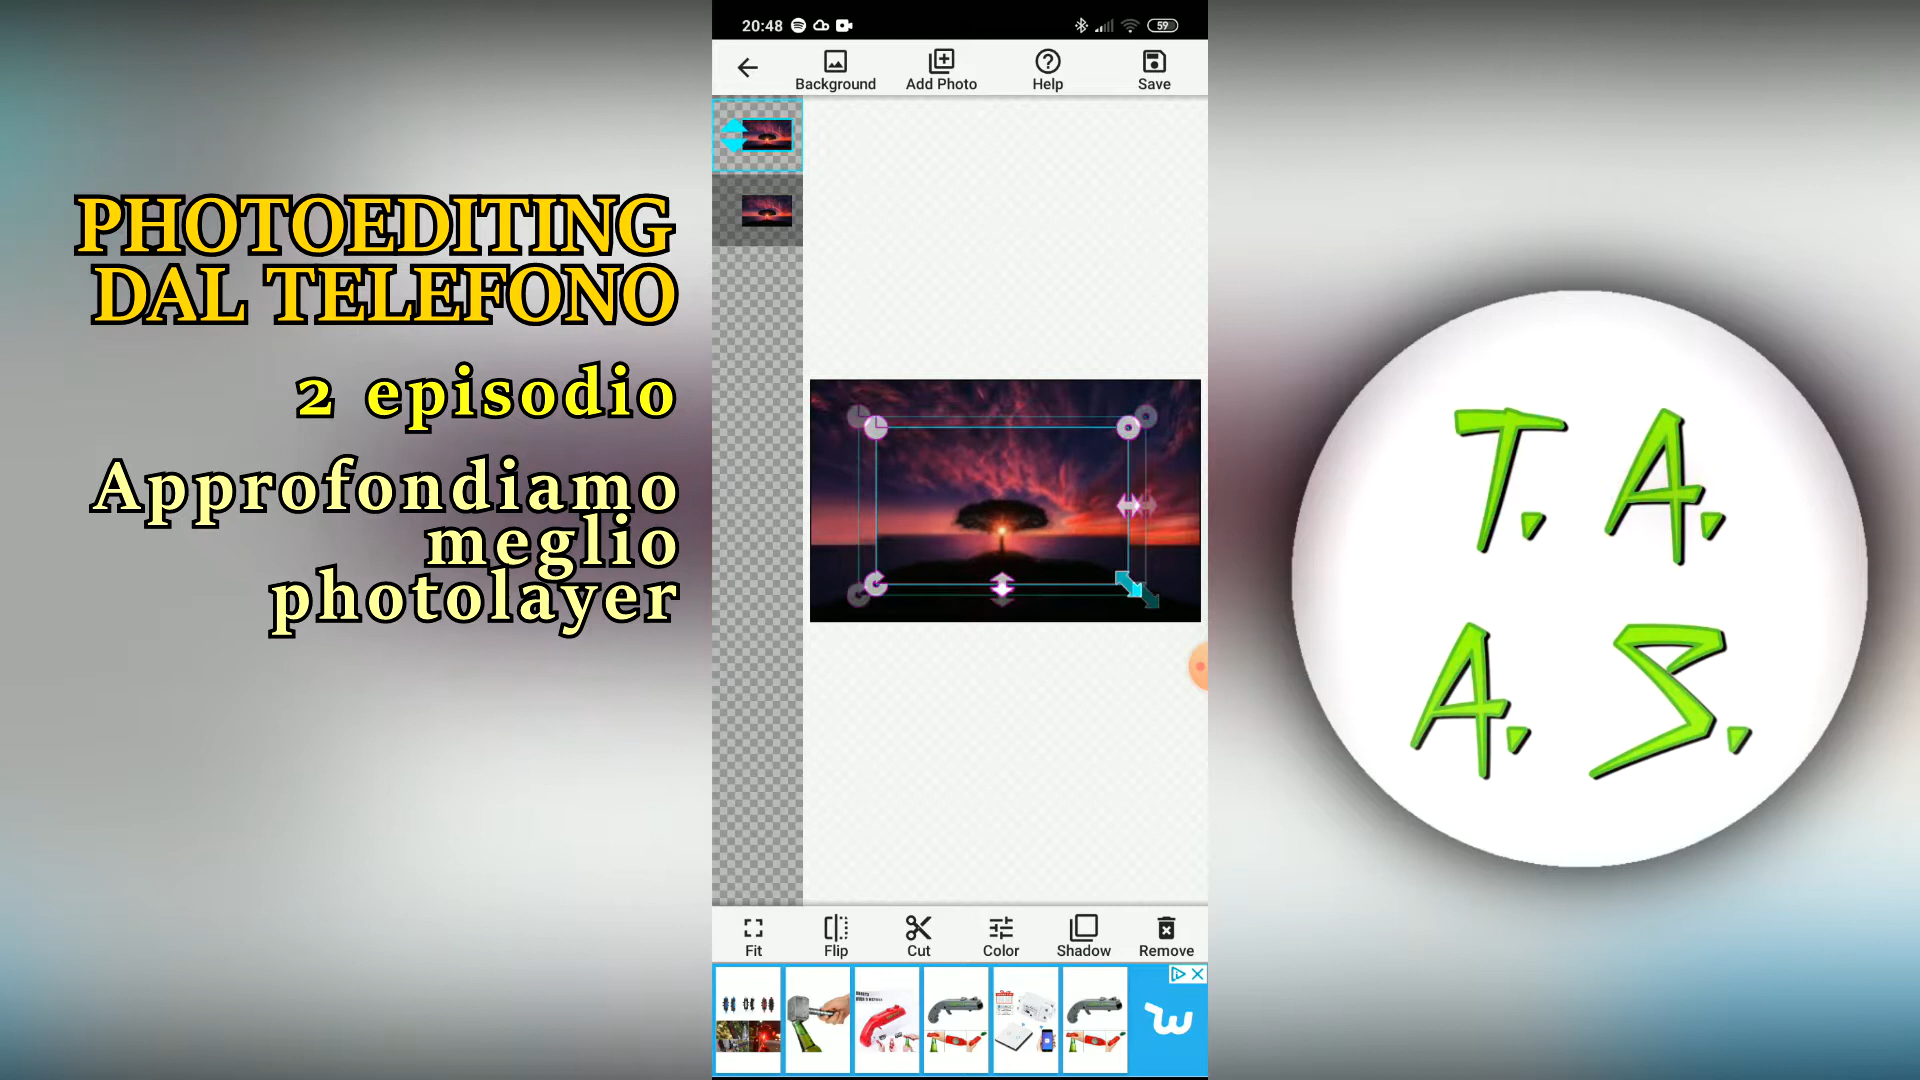 PHOTOEDITING
DAL TELEFONO
2 episodio
Approfondiamo
meglio
photolayer
20:48
59
Background
Add Photo
Help
Save
Fit
Flip
Cut
Color
Shadow
Remove
T. A.
A. S.